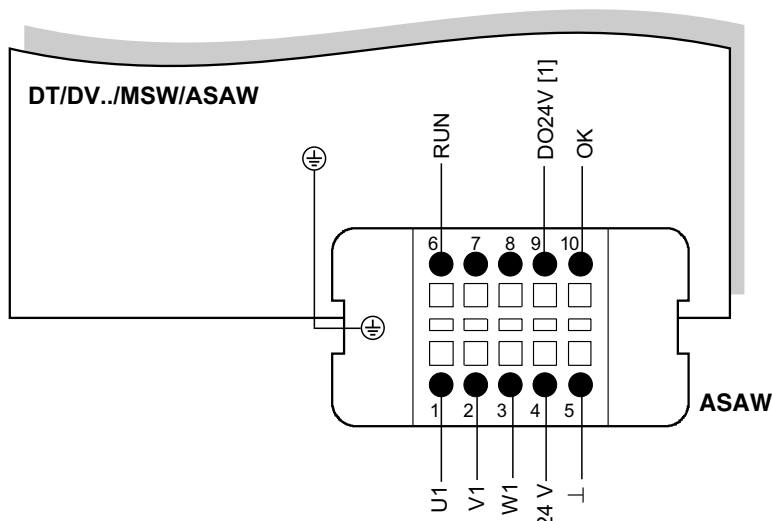 DT/DV../MSW/ASAW
RUN
DO24V [1]
OK
6 7 8 9 10
1 2 3 4 5
ASAW
U1
V1
W1
24 V
⊥